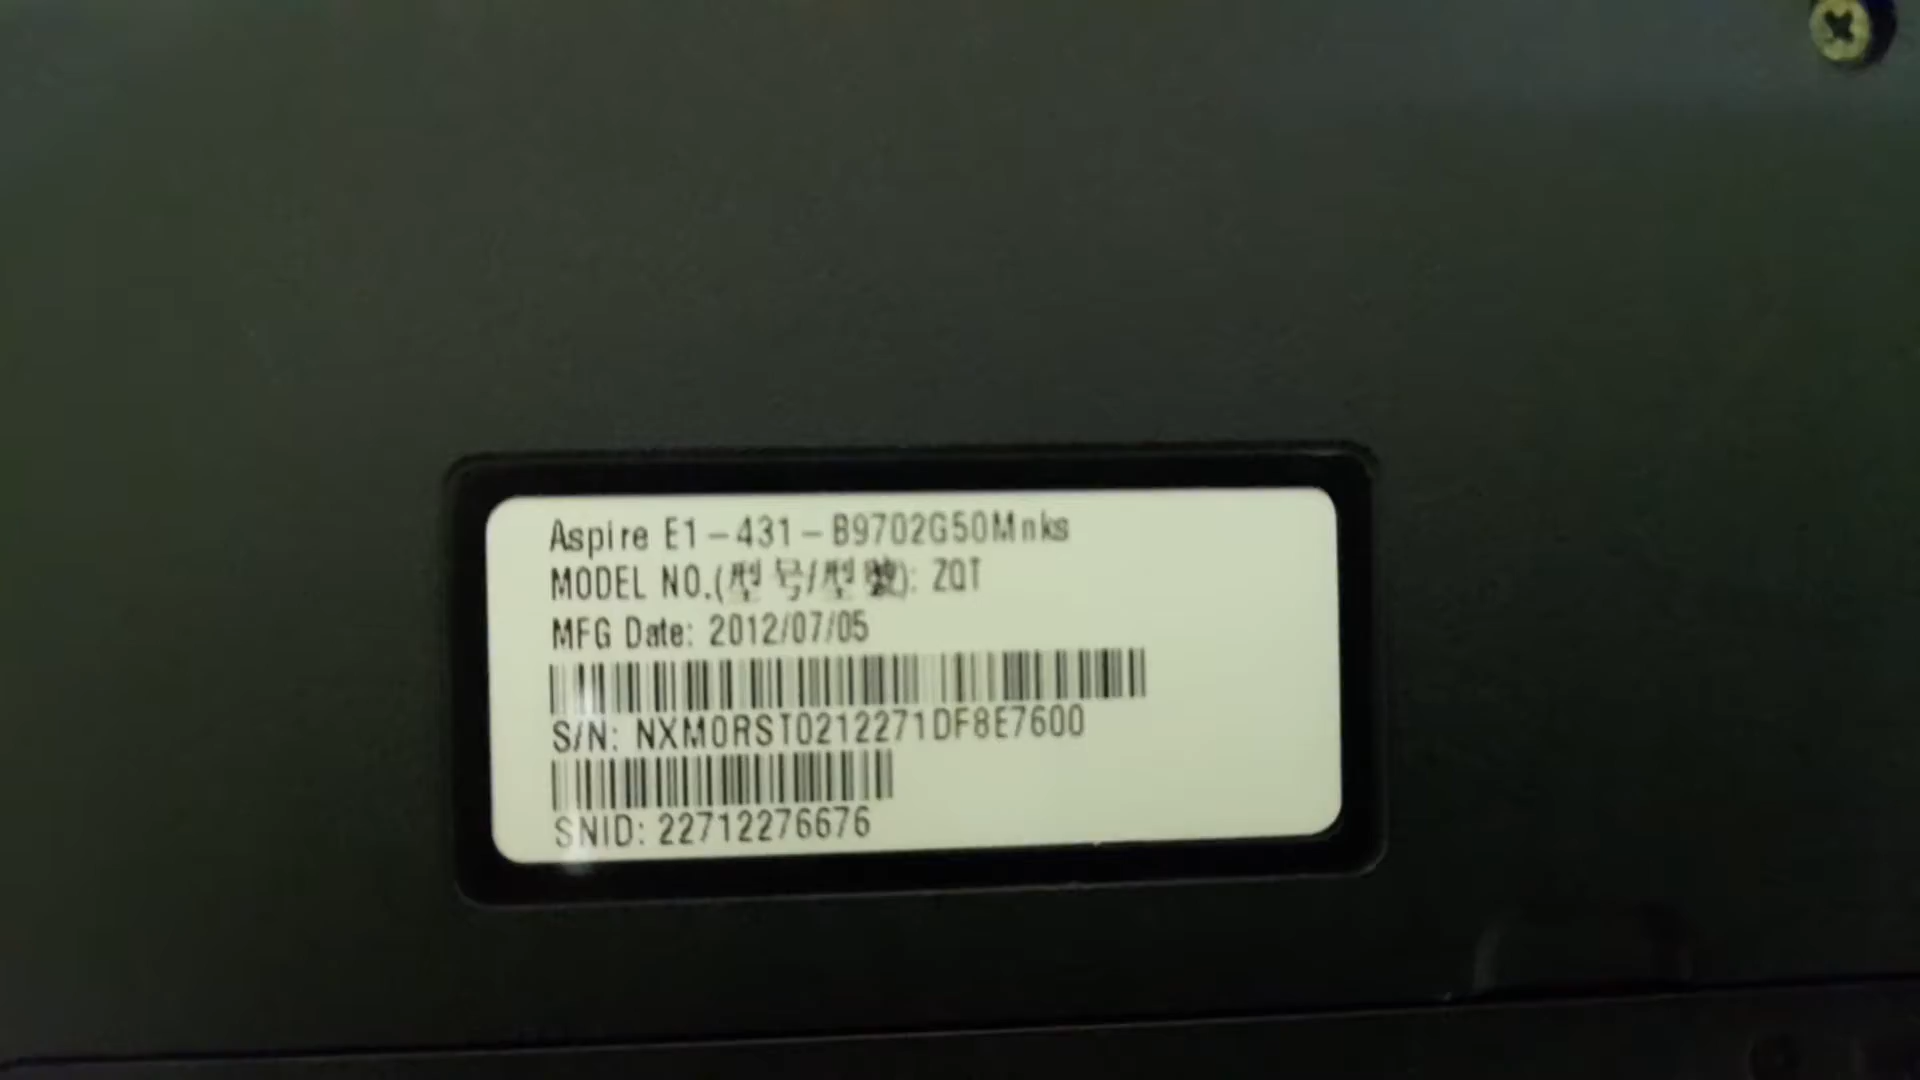 Aspire E1-431-B9702G50Mnks
MODEL NO.(型号/型號): ZQT
MFG Date: 2012/07/05
S/N: NXM0RST0212271DF8E7600
SNID: 22712276676